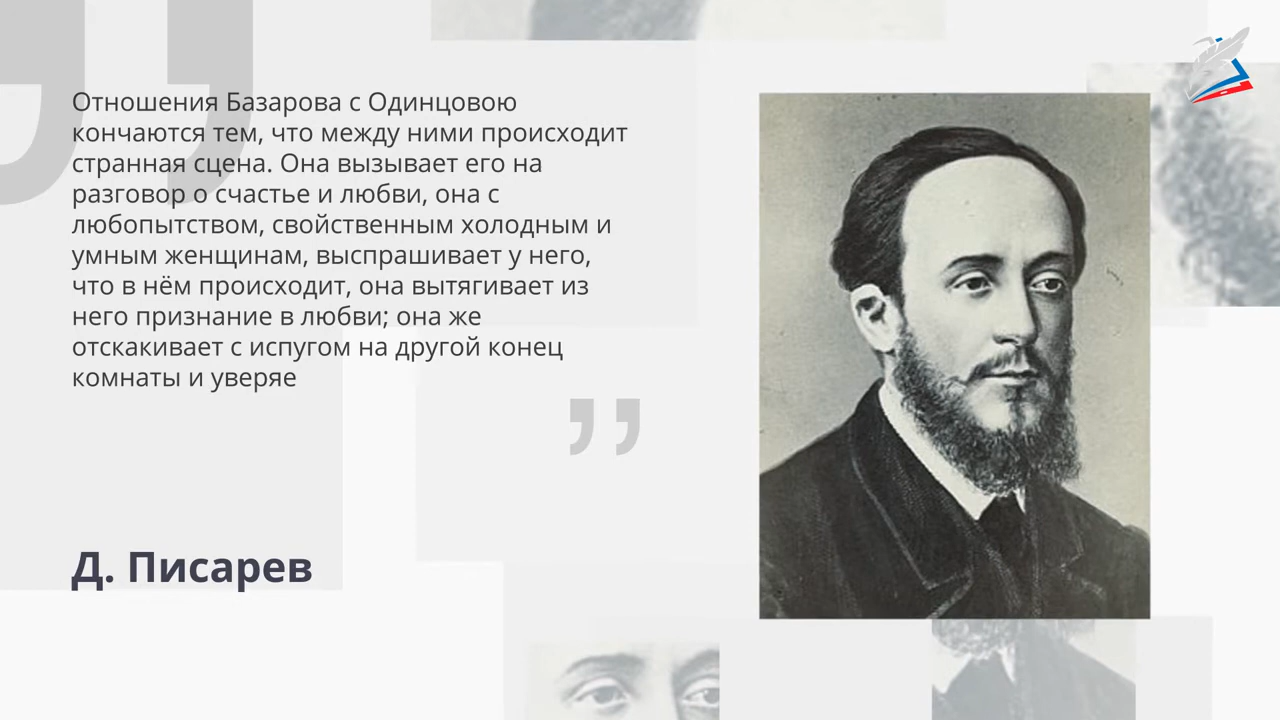 Отношения Базарова с Одинцовою
кончаются тем, что между ними происходит
странная сцена. Она вызывает его на
разговор о счастье и любви, она с
любопытством, свойственным холодным и
умным женщинам, выспрашивает у него,
что в нём происходит, она вытягивает из
него признание в любви; она же
отскакивает с испугом на другой конец
комнаты и уверяе
Д. Писарев